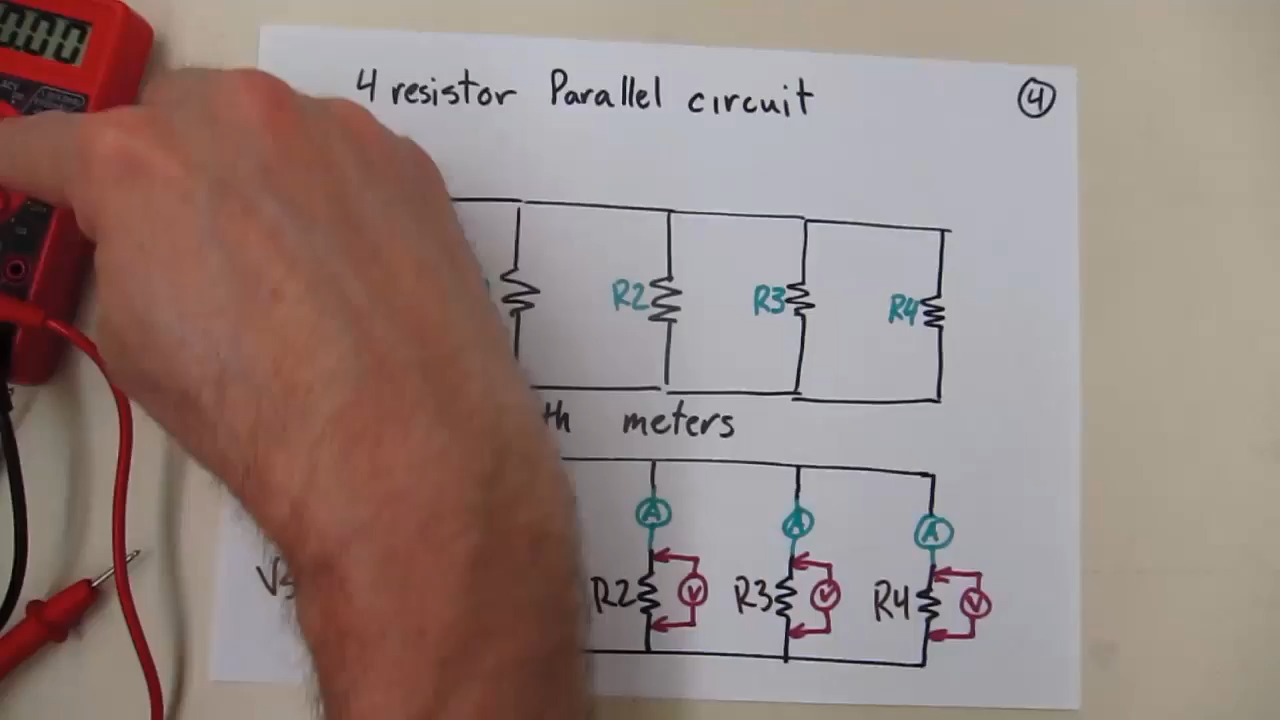 4 resistor Parallel circuit
4
R2 R3 R4
meters
A A A
R2 V R3 V R4 V